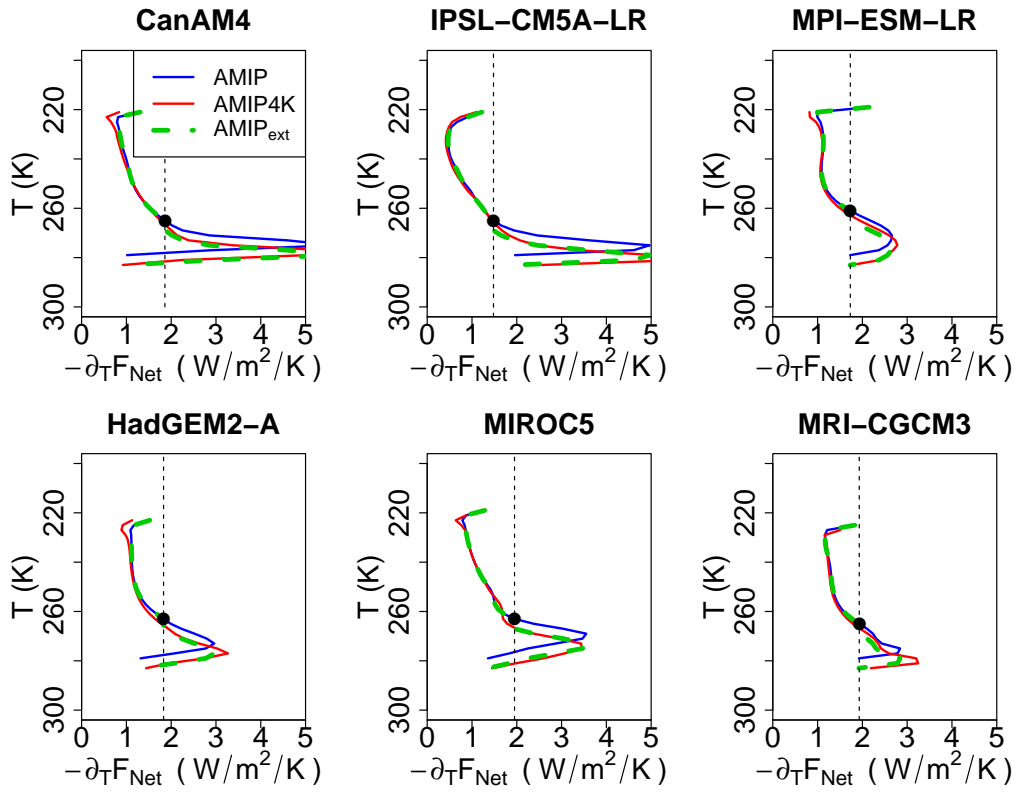 CanAM4
IPSL−CM5A−LR
MPI−ESM−LR
AMIP
AMIP4K
AMIPext
T (K)
220
260
300
0 1 2 3 4 5
−∂TFNet ( W/m2/K )
T (K)
220
260
300
0 1 2 3 4 5
−∂TFNet ( W/m2/K )
T (K)
220
260
300
0 1 2 3 4 5
−∂TFNet ( W/m2/K )
HadGEM2−A
MIROC5
MRI−CGCM3
T (K)
220
260
300
0 1 2 3 4 5
−∂TFNet ( W/m2/K )
T (K)
220
260
300
0 1 2 3 4 5
−∂TFNet ( W/m2/K )
T (K)
220
260
300
0 1 2 3 4 5
−∂TFNet ( W/m2/K )